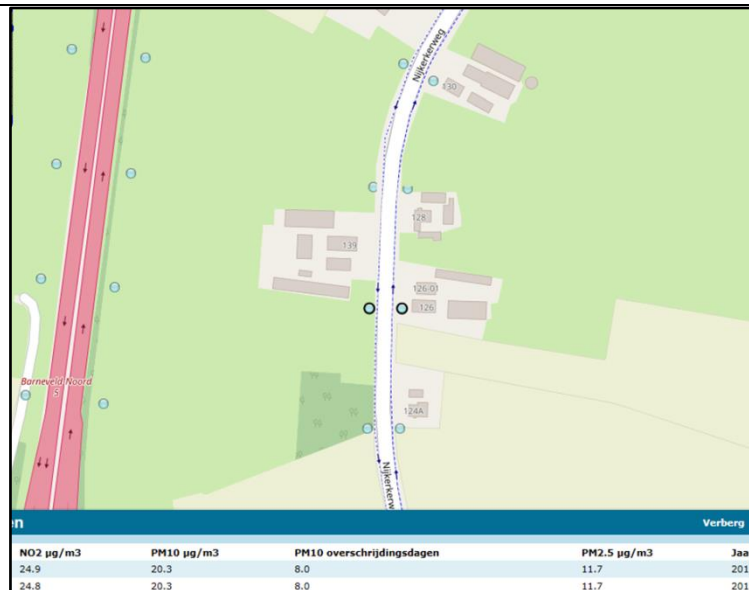 Nijkerkerweg
130
128
139
126-01
126
Barneveld Noord
5
124A
Nijkerkerw
en
Verberg
NO2 µg/m3 PM10 µg/m3 PM10 overschrijdingsdagen PM2.5 µg/m3 Jaa
24.9 20.3 8.0 11.7 201
24.8 20.3 8.0 11.7 201